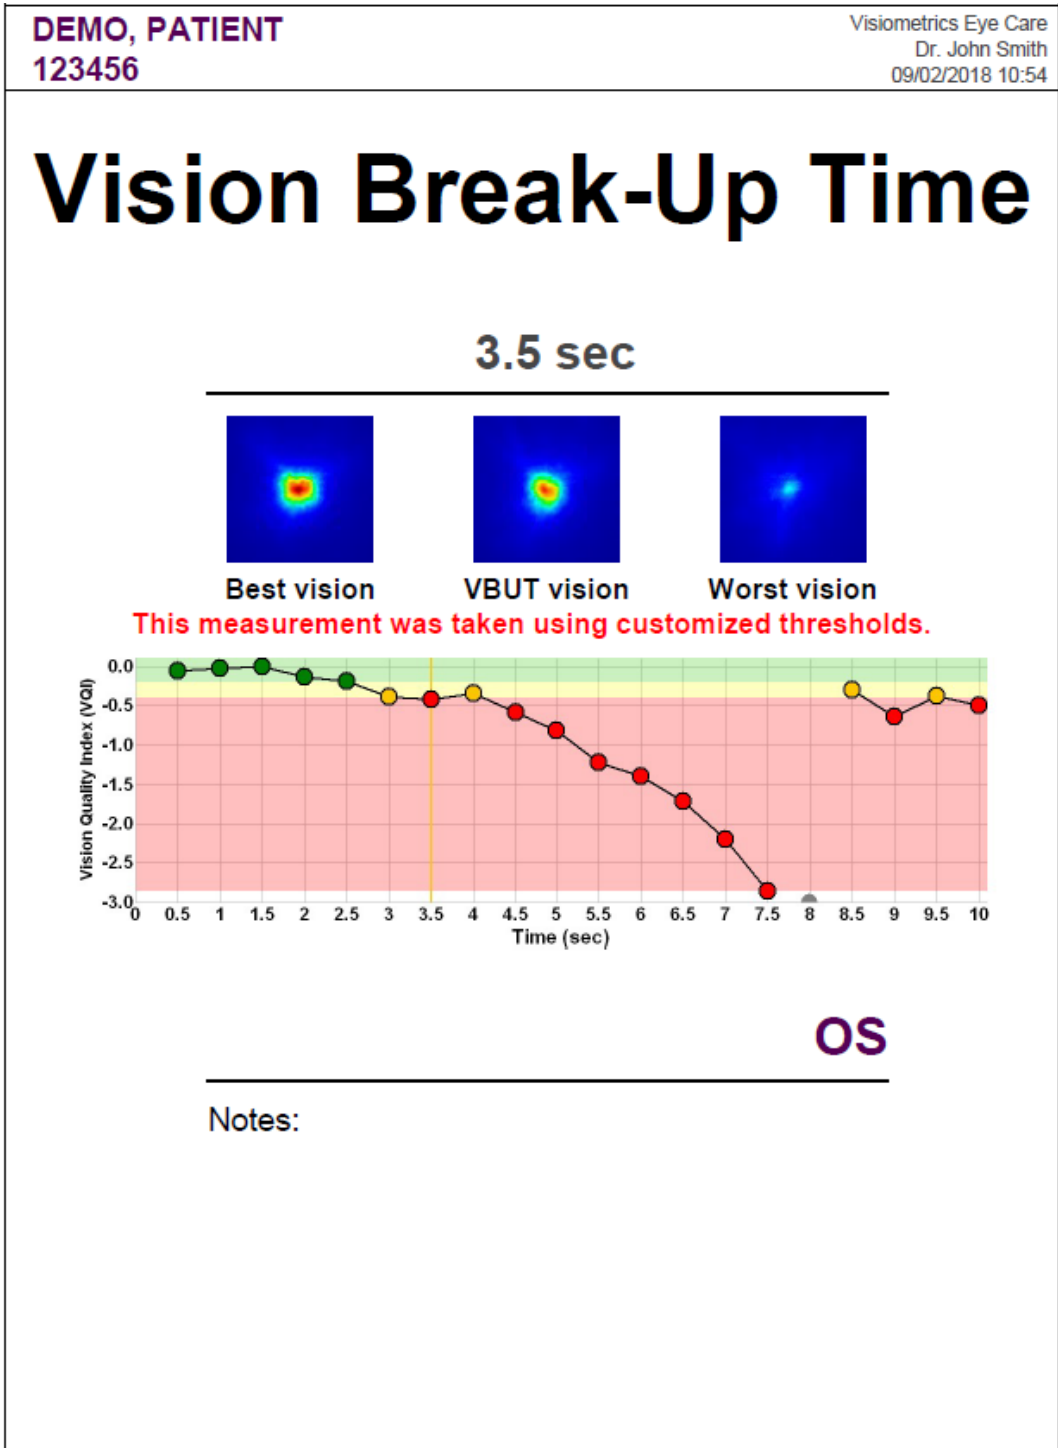 DEMO, PATIENT
123456
Visiometrics Eye Care
Dr. John Smith
09/02/2018 10:54
Vision Break-Up Time
3.5 sec
Best vision VBUT vision Worst vision
This measurement was taken using customized thresholds.
Vision Quality Index (VQI)
0.0
-0.5
-1.0
-1.5
-2.0
-2.5
-3.0
0 0.5 1 1.5 2 2.5 3 3.5 4 4.5 5 5.5 6 6.5 7 7.5 8 8.5 9 9.5 10
Time (sec)
OS
Notes: